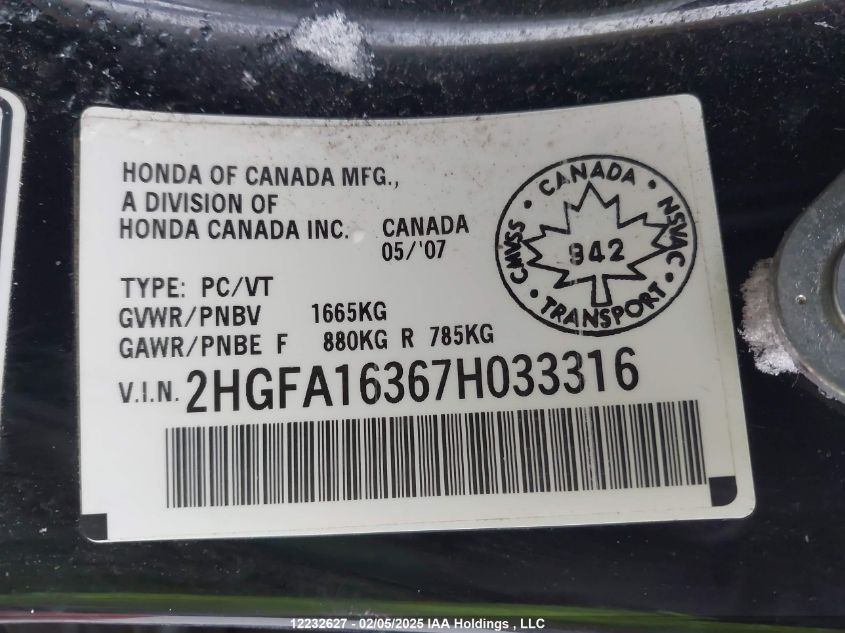 HONDA OF CANADA MFG.,
A DIVISION OF
HONDA CANADA INC. CANADA
05/'07
TYPE: PC/VT
GVWR/PNBV 1665KG
GAWR/PNBE F 880KG R 785KG
V.I.N. 2HGFA16367H033316
CANADA
CMVSS
NSVAC
942
TRANSPORT
12232627 - 02/05/2025 IAA Holdings , LLC